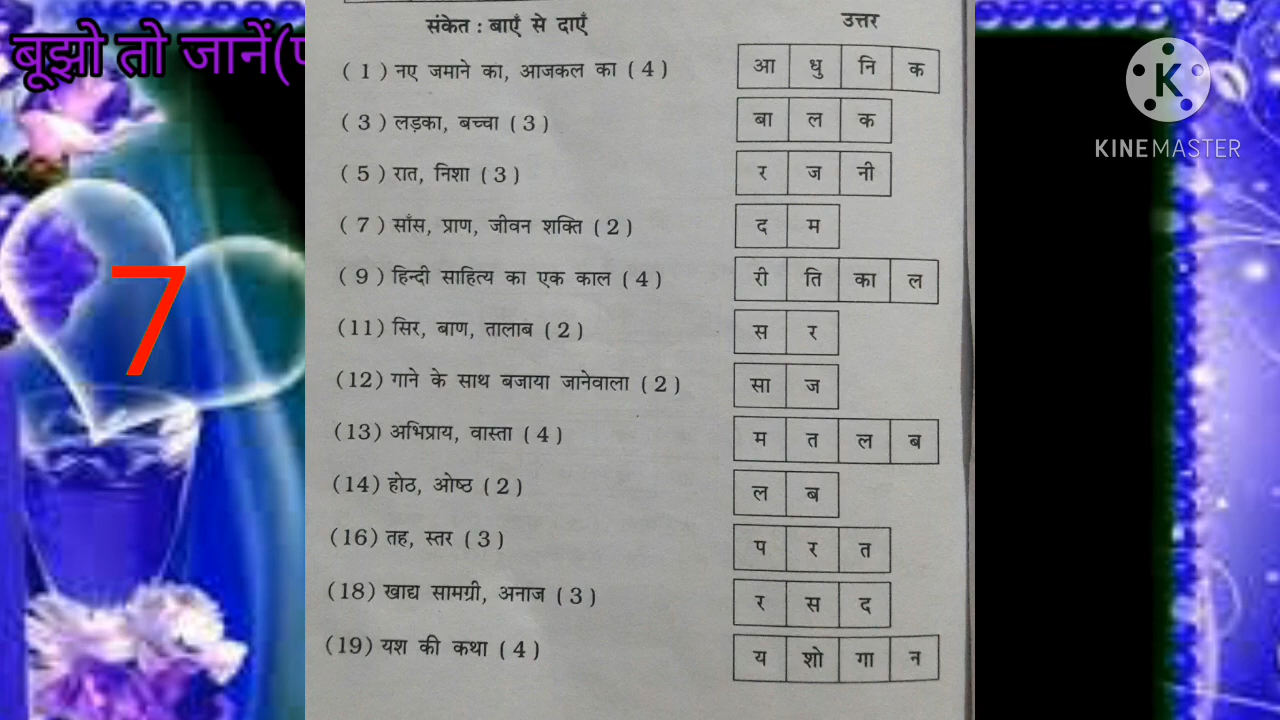 बूझो तो जानें(
संकेत : बाएँ से दाएँ उत्तर
( 1 ) नए जमाने का, आजकल का ( 4 ) आ धु नि क
( 3 ) लड़का, बच्चा ( 3 ) बा ल क
( 5 ) रात, निशा ( 3 ) र ज नी
( 7 ) साँस, प्राण, जीवन शक्ति ( 2 ) द म
( 9 ) हिन्दी साहित्य का एक काल ( 4 ) री ति का ल
(11) सिर, बाण, तालाब ( 2 ) स र
(12) गाने के साथ बजाया जानेवाला ( 2 ) सा ज
(13) अभिप्राय, वास्ता ( 4 ) म त ल ब
(14) होठ, ओष्ठ ( 2 ) ल ब
(16) तह, स्तर ( 3 ) प र त
(18) खाद्य सामग्री, अनाज ( 3 ) र स द
(19) यश की कथा ( 4 ) य शो गा न
7
K
KINEMASTER